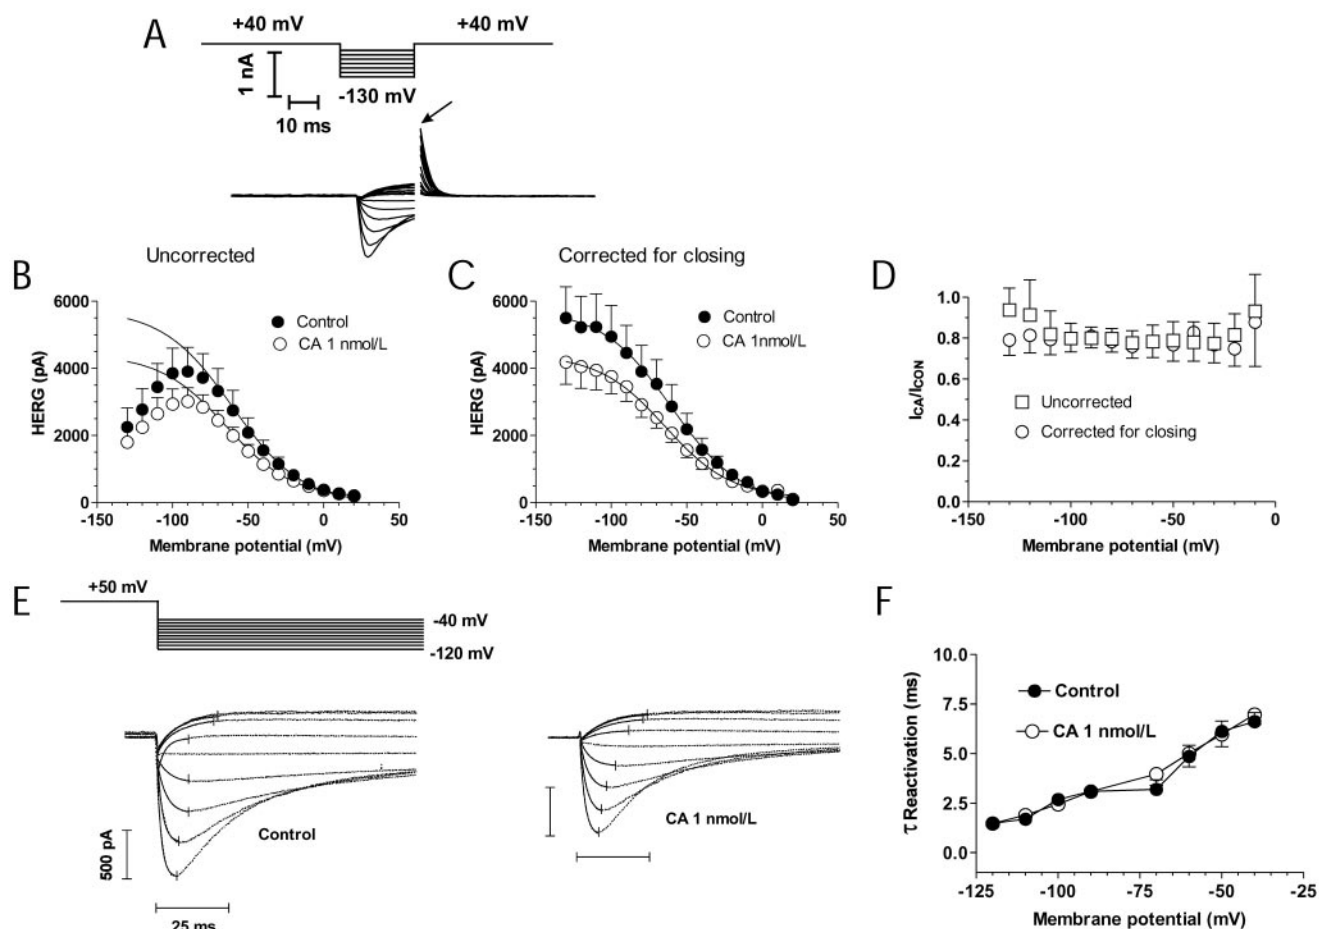 A
+40 mV
+40 mV
1 nA
-130 mV
10 ms
B
Uncorrected
6000
4000
2000
0
HERG (pA)
Control
CA 1 nmol/L
-150
-100
-50
0
50
Membrane potential (mV)
C
Corrected for closing
6000
4000
2000
0
HERG (pA)
Control
CA 1nmol/L
-150
-100
-50
0
50
Membrane potential (mV)
D
1.0
0.8
0.6
0.4
0.2
0.0
ICA/ICON
Uncorrected
Corrected for closing
-150
-100
-50
0
Membrane potential (mV)
E
+50 mV
-40 mV
-120 mV
Control
500 pA
25 ms
CA 1 nmol/L
F
10.0
7.5
5.0
2.5
0.0
τ Reactivation (ms)
Control
CA 1 nmol/L
-125
-100
-75
-50
-25
Membrane potential (mV)